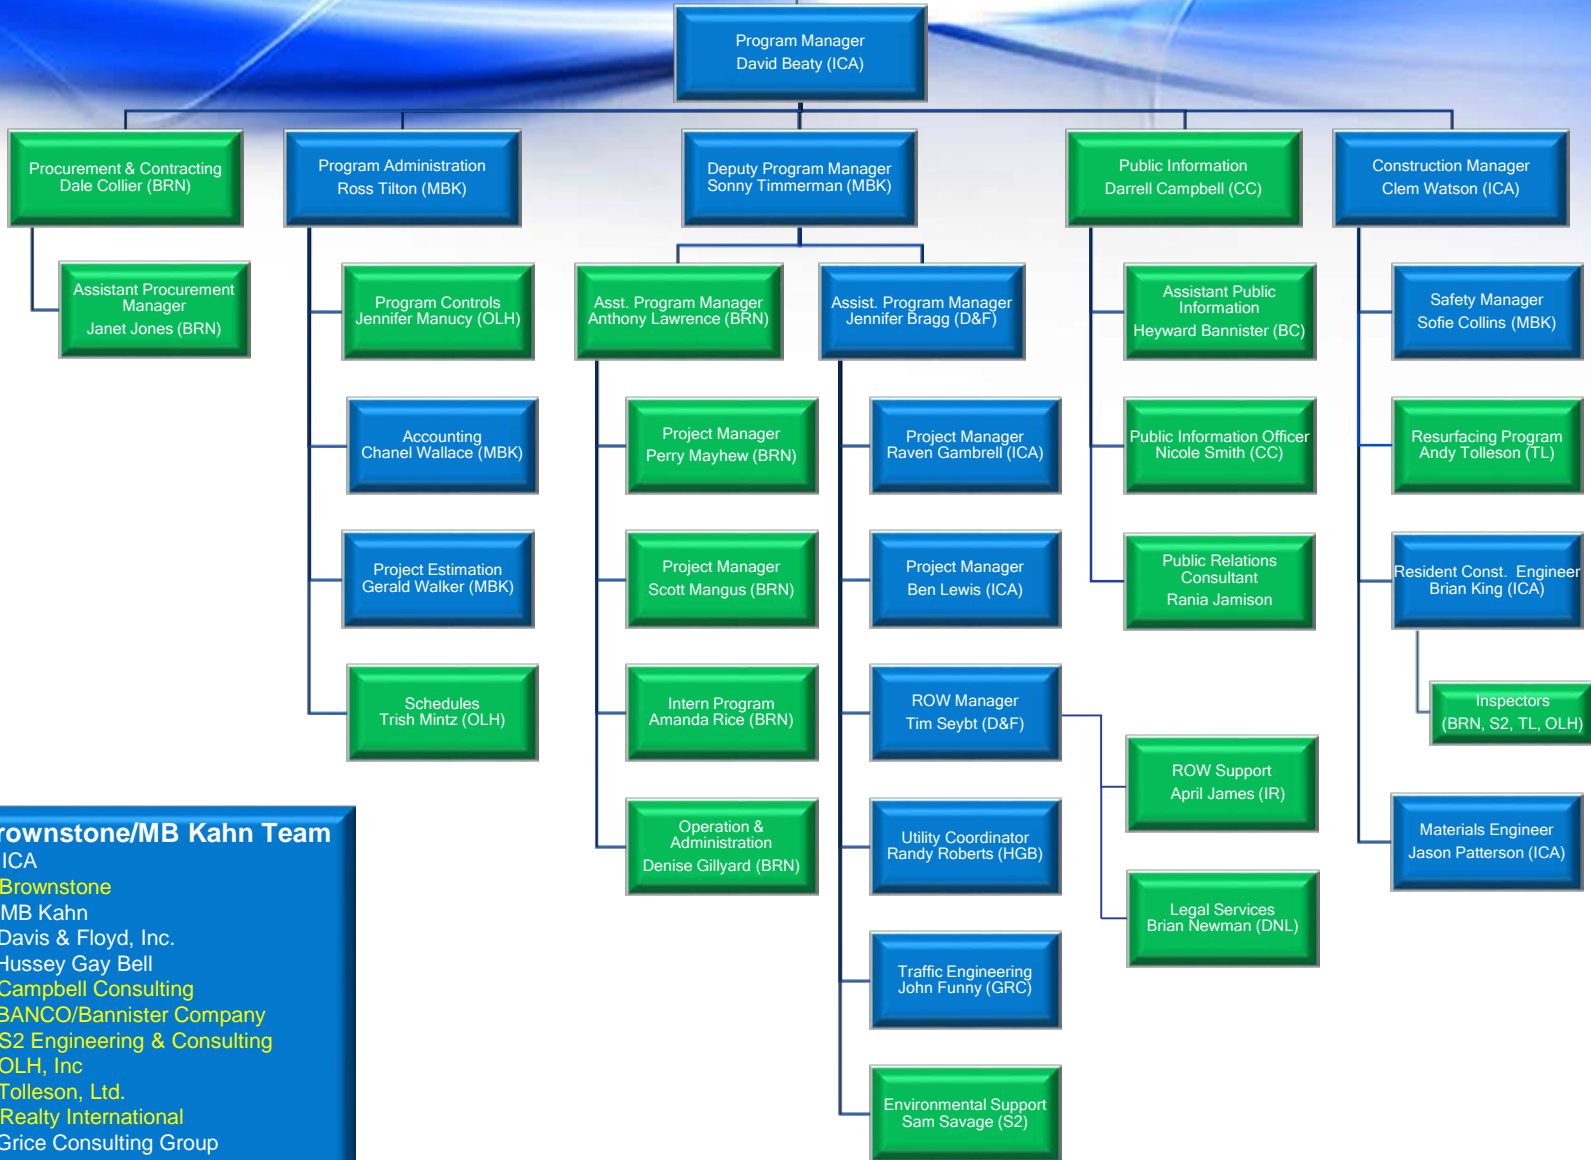 Program Manager
David Beaty (ICA)
Procurement & Contracting
Dale Collier (BRN)
Program Administration
Ross Tilton (MBK)
Deputy Program Manager
Sonny Timmerman (MBK)
Public Information
Darrell Campbell (CC)
Construction Manager
Clem Watson (ICA)
Assistant Procurement
Manager
Janet Jones (BRN)
Program Controls
Jennifer Manucy (OLH)
Asst. Program Manager
Anthony Lawrence (BRN)
Assist. Program Manager
Jennifer Bragg (D&F)
Assistant Public
Information
Heyward Bannister (BC)
Safety Manager
Sofie Collins (MBK)
Accounting
Chanel Wallace (MBK)
Project Manager
Perry Mayhew (BRN)
Project Manager
Raven Gambrell (ICA)
Public Information Officer
Nicole Smith (CC)
Resurfacing Program
Andy Tolleson (TL)
Project Estimation
Gerald Walker (MBK)
Project Manager
Scott Mangus (BRN)
Project Manager
Ben Lewis (ICA)
Public Relations
Consultant
Rania Jamison
Resident Const. Engineer
Brian King (ICA)
Schedules
Trish Mintz (OLH)
Intern Program
Amanda Rice (BRN)
ROW Manager
Tim Seybt (D&F)
Inspectors
(BRN, S2, TL, OLH)
ROW Support
April James (IR)
Operation &
Administration
Denise Gillyard (BRN)
Utility Coordinator
Randy Roberts (HGB)
Materials Engineer
Jason Patterson (ICA)
Legal Services
Brian Newman (DNL)
Traffic Engineering
John Funny (GRC)
Environmental Support
Sam Savage (S2)
rownstone/MB Kahn Team
ICA
Brownstone
MB Kahn
Davis & Floyd, Inc.
Hussey Gay Bell
Campbell Consulting
BANCO/Bannister Company
S2 Engineering & Consulting
OLH, Inc
Tolleson, Ltd.
Realty International
Grice Consulting Group